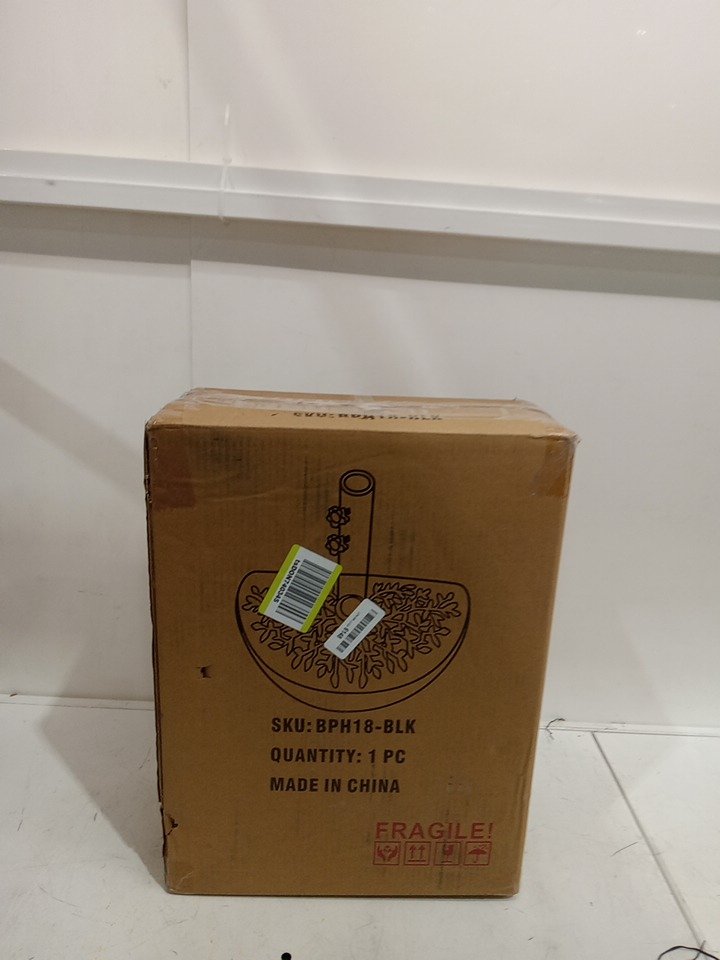 SKU: BPH18-BLK
QUANTITY: 1 PC
MADE IN CHINA
FRAGILE!